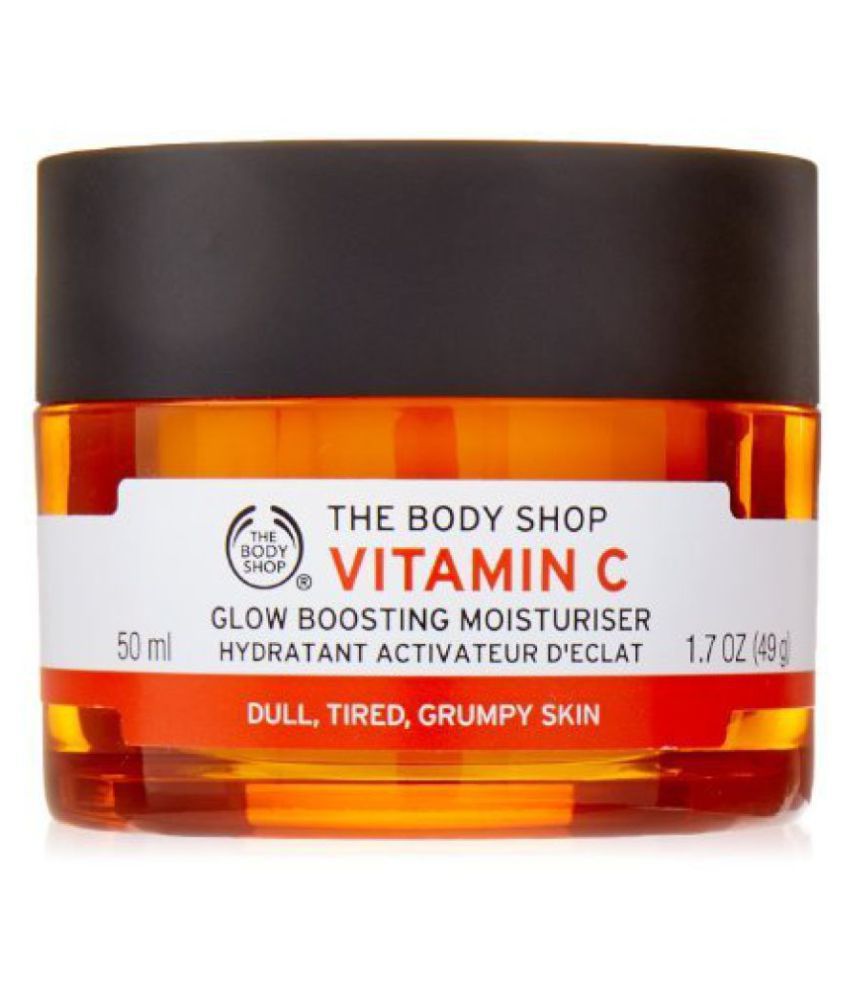 THE
BODY
SHOP
®
THE BODY SHOP
VITAMIN C
GLOW BOOSTING MOISTURISER
HYDRATANT ACTIVATEUR D'ECLAT
50 ml
1.7 OZ (49 g)
DULL, TIRED, GRUMPY SKIN